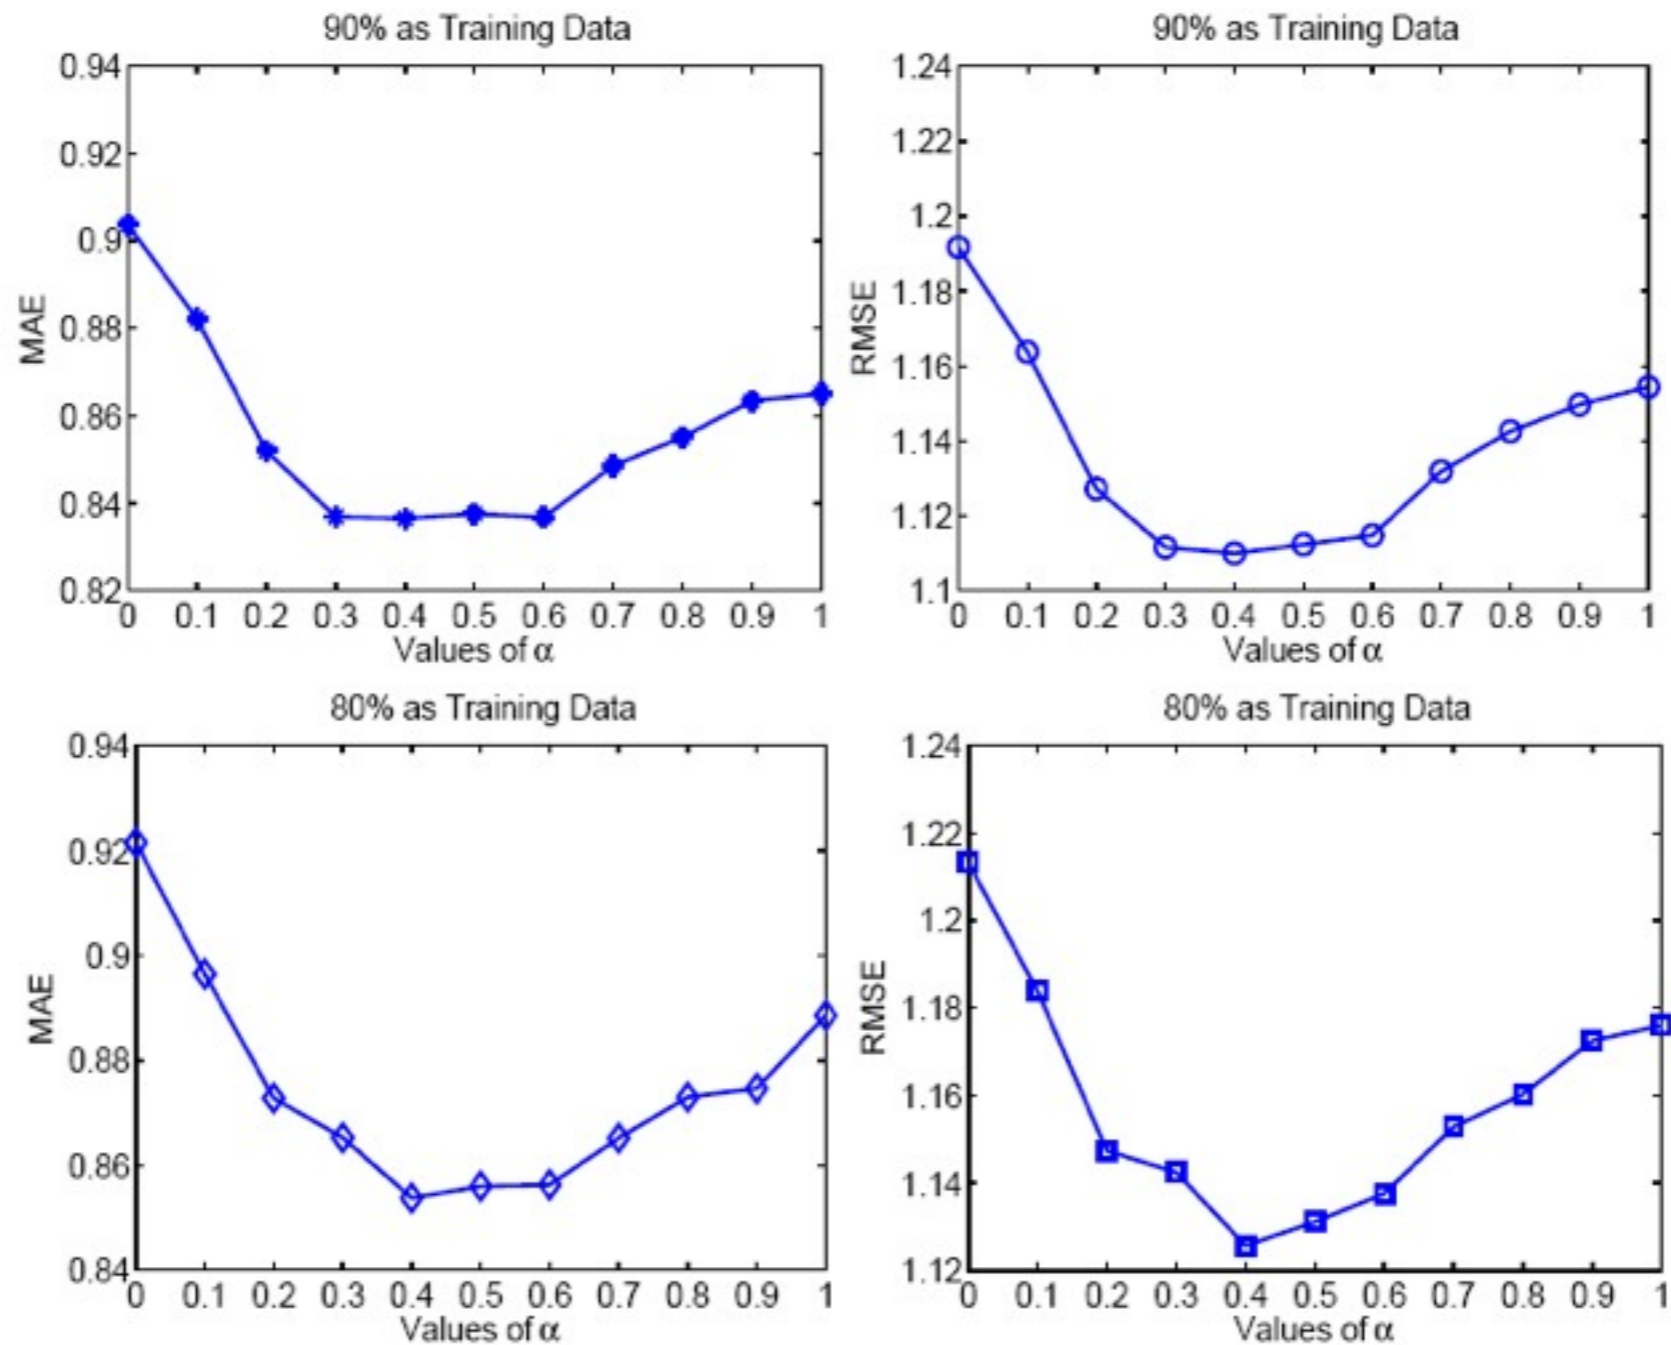 90% as Training Data
0.94
0.92
0.9
0.88
0.86
0.84
0.82
MAE
0 0.1 0.2 0.3 0.4 0.5 0.6 0.7 0.8 0.9 1
Values of α
90% as Training Data
1.24
1.22
1.2
1.18
1.16
1.14
1.12
1.1
RMSE
0 0.1 0.2 0.3 0.4 0.5 0.6 0.7 0.8 0.9 1
Values of α
80% as Training Data
0.94
0.92
0.9
0.88
0.86
0.84
MAE
0 0.1 0.2 0.3 0.4 0.5 0.6 0.7 0.8 0.9 1
Values of α
80% as Training Data
1.24
1.22
1.2
1.18
1.16
1.14
1.12
RMSE
0 0.1 0.2 0.3 0.4 0.5 0.6 0.7 0.8 0.9 1
Values of α